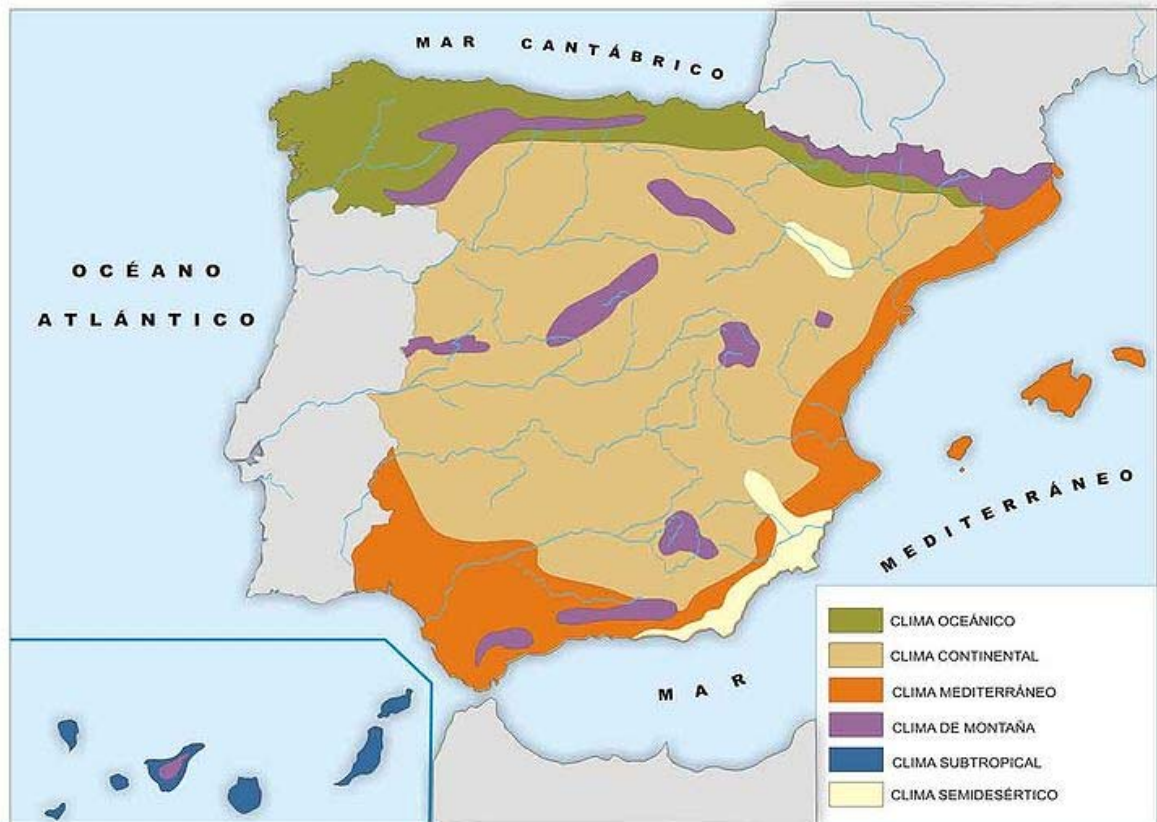 MAR CANTÁBRICO
OCÉANO
ATLÁNTICO
MEDITERRÁNEO
MAR
CLIMA OCEÁNICO
CLIMA CONTINENTAL
CLIMA MEDITERRÁNEO
CLIMA DE MONTAÑA
CLIMA SUBTROPICAL
CLIMA SEMIDESÉRTICO